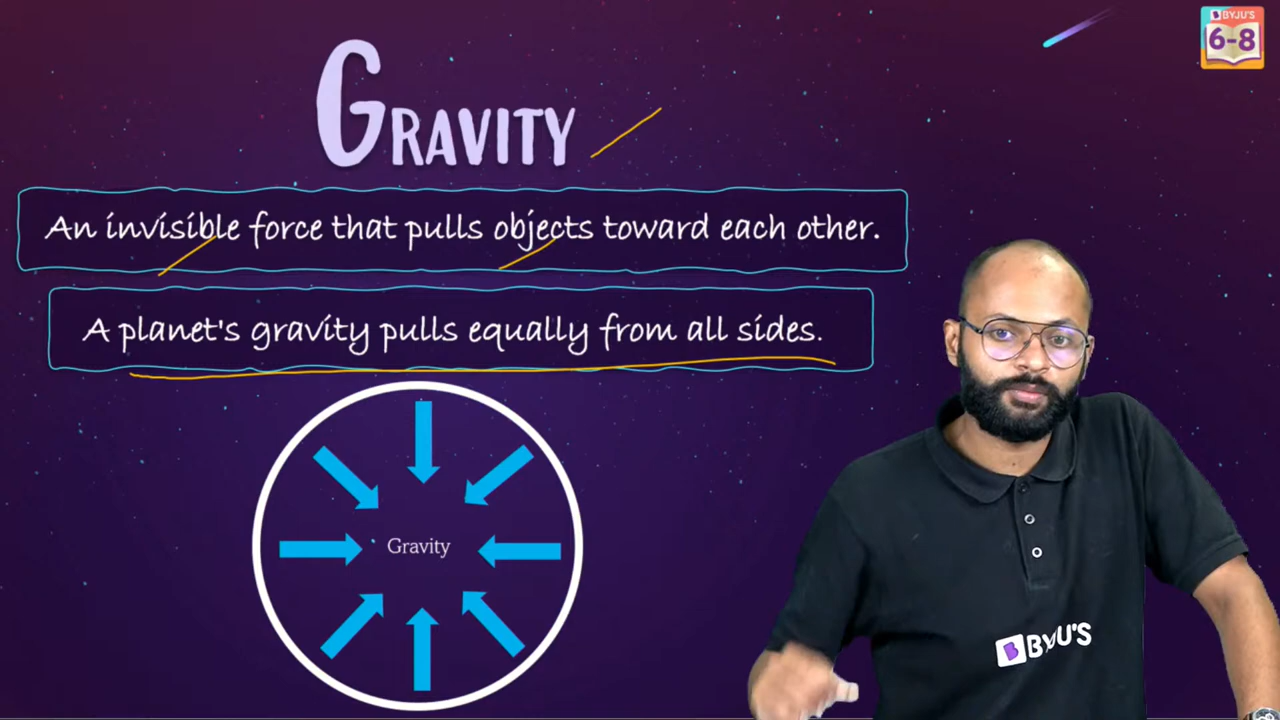 BYJU'S
6-8
GRAVITY
An invisible force that pulls objects toward each other.
A planet's gravity pulls equally from all sides.
Gravity
BYJU'S